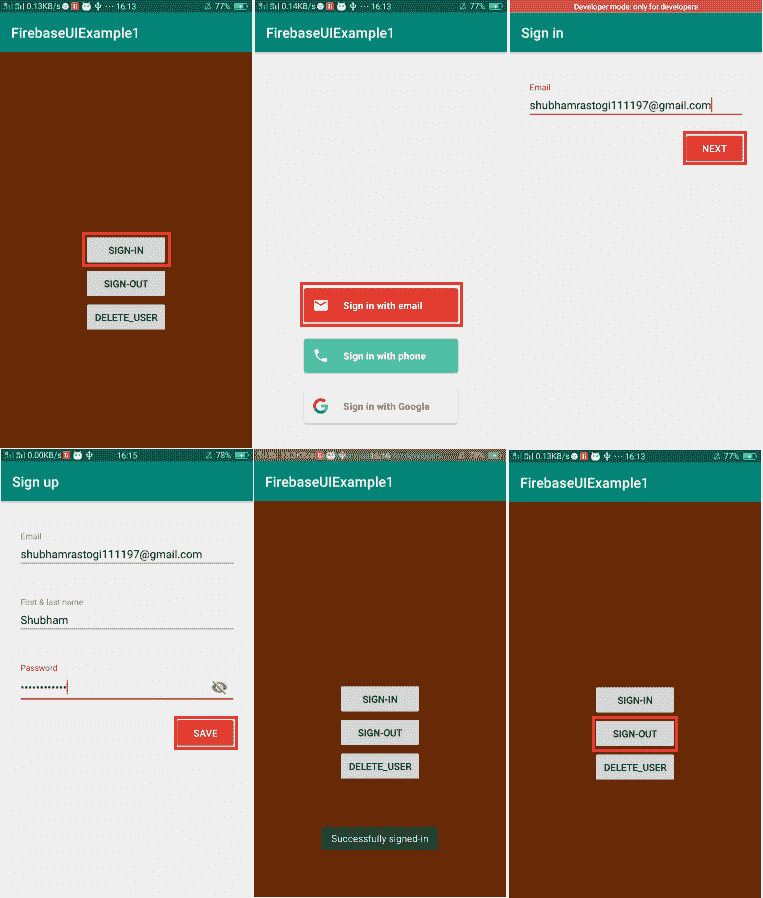 0.13KB/s ... 16:13 77%
FirebaseUIExample1
SIGN-IN
SIGN-OUT
DELETE_USER
0.14KB/s ... 16:13 77%
FirebaseUIExample1
Sign in with email
Sign in with phone
Sign in with Google
Developer mode: only for developers
Sign in
Email
shubhamrastogi111197@gmail.com
NEXT
0.00KB/s 16:15 78%
Sign up
Email
shubhamrastogi111197@gmail.com
First & last name
Shubham
Password
••••••••••••
SAVE
FirebaseUIExample1
SIGN-IN
SIGN-OUT
DELETE_USER
Successfully signed-in
0.13KB/s ... 16:13 77%
FirebaseUIExample1
SIGN-IN
SIGN-OUT
DELETE_USER